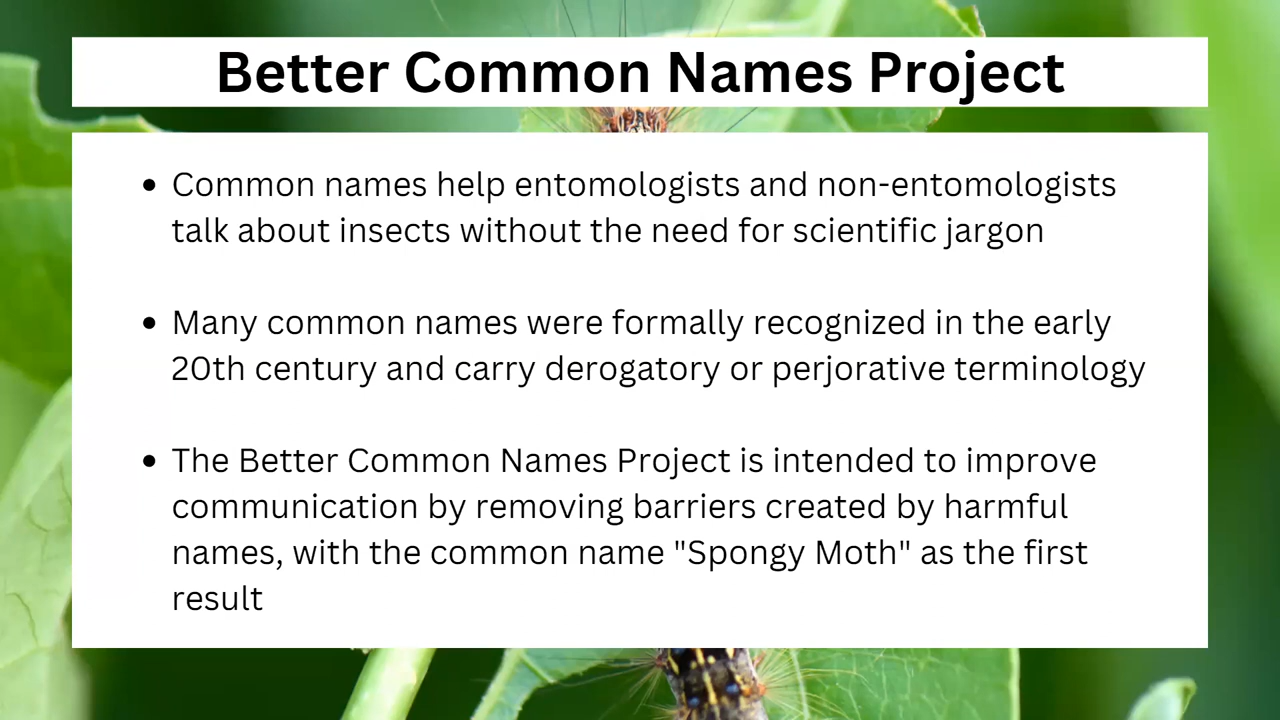 Better Common Names Project
• Common names help entomologists and non-entomologists
talk about insects without the need for scientific jargon
• Many common names were formally recognized in the early
20th century and carry derogatory or perjorative terminology
• The Better Common Names Project is intended to improve
communication by removing barriers created by harmful
names, with the common name "Spongy Moth" as the first
result